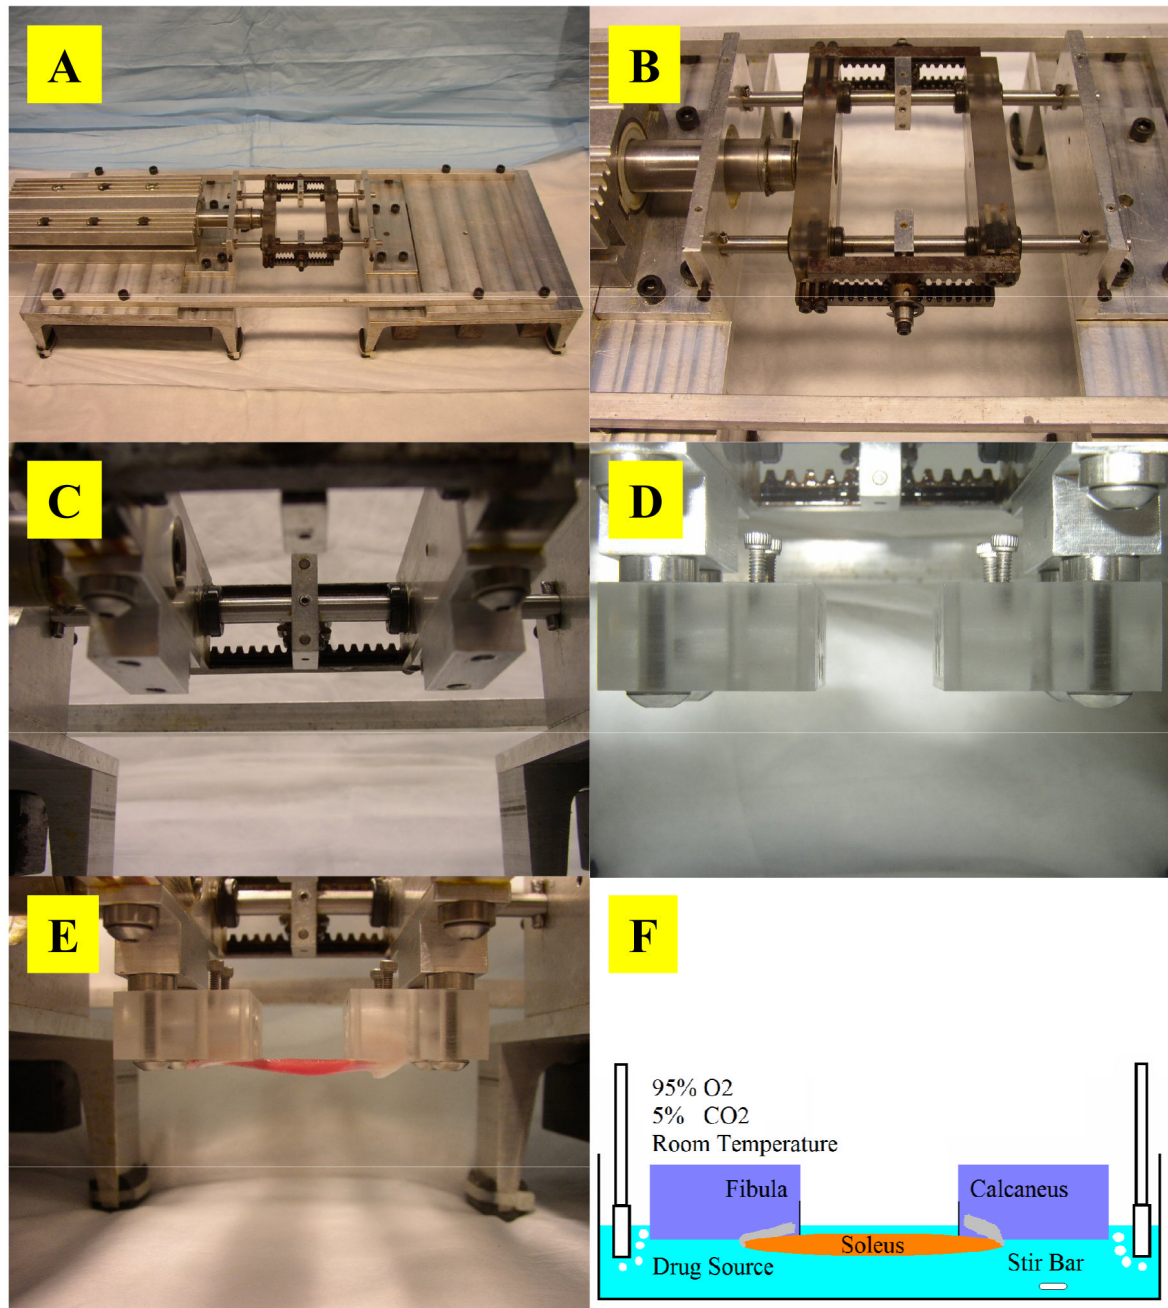 A
B
C
D
E
F
95% O2
5% CO2
Room Temperature
Fibula
Calcaneus
Soleus
Drug Source
Stir Bar